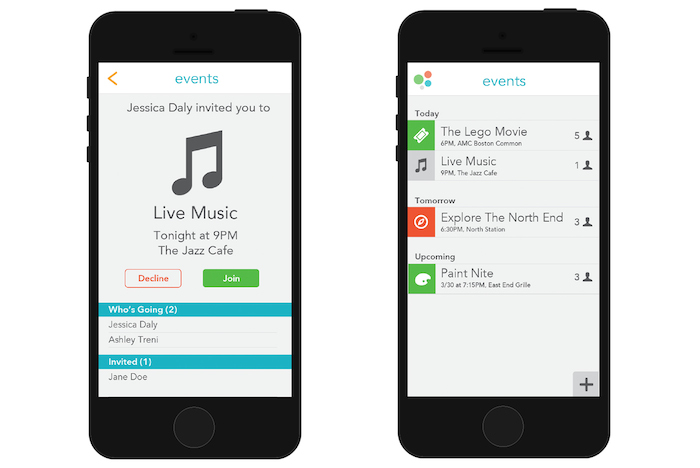 events
Jessica Daly invited you to
Live Music
Tonight at 9PM
The Jazz Cafe
Decline Join
Who's Going (2)
Jessica Daly
Ashley Treni
Invited (1)
Jane Doe
events
Today
The Lego Movie 5
6PM, AMC Boston Common
Live Music 1
9PM, The Jazz Cafe
Tomorrow
Explore The North End 3
6:30PM, North Station
Upcoming
Paint Nite 3
3/30 at 7:15PM, East End Grille